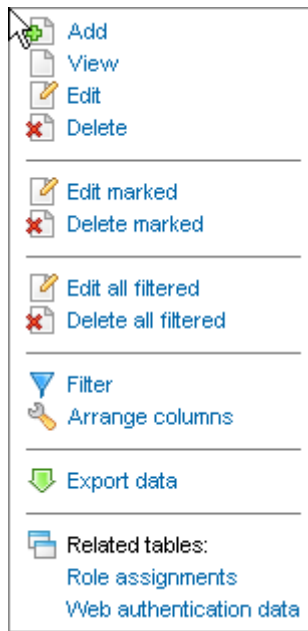 Add
View
Edit
Delete
Edit marked
Delete marked
Edit all filtered
Delete all filtered
Filter
Arrange columns
Export data
Related tables:
Role assignments
Web authentication data